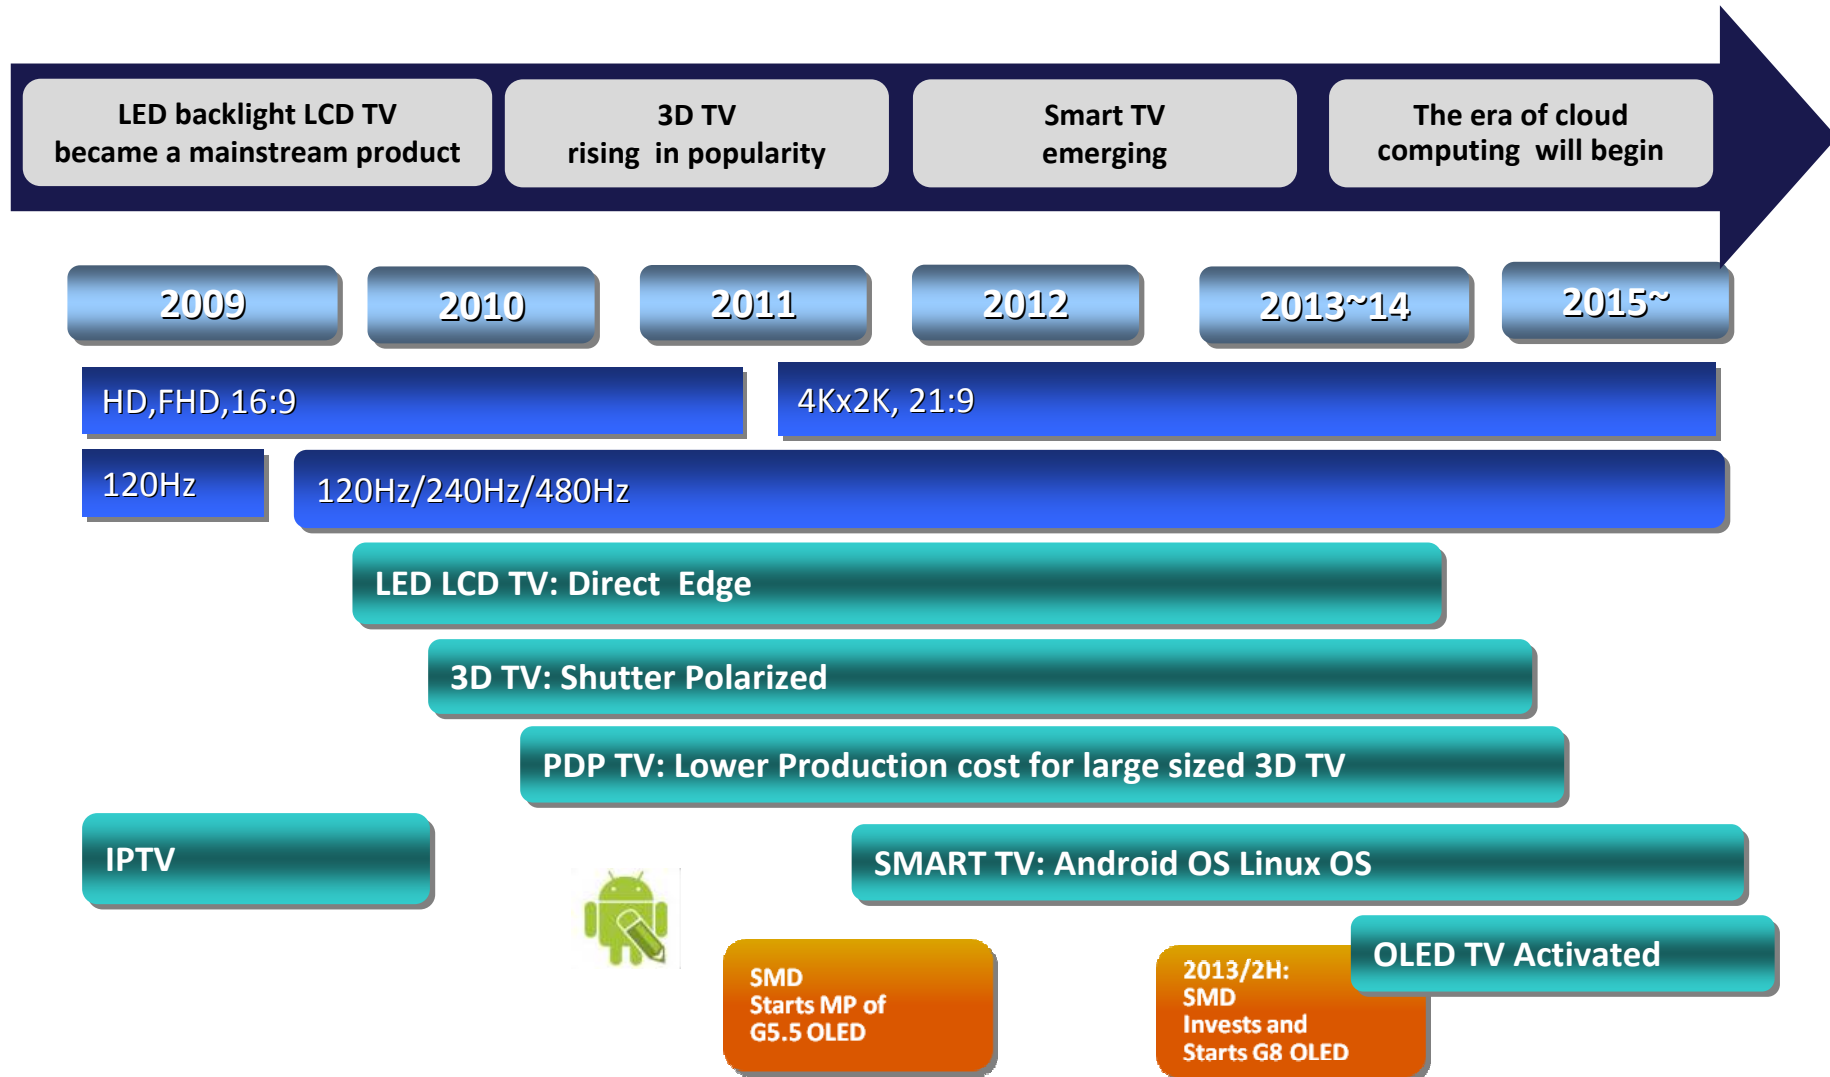 LED backlight LCD TV
became a mainstream product
3D TV
rising in popularity
Smart TV
emerging
The era of cloud
computing will begin
2009
2010
2011
2012
2013~14
2015~
HD,FHD,16:9
4Kx2K, 21:9
120Hz
120Hz/240Hz/480Hz
LED LCD TV: Direct Edge
3D TV: Shutter Polarized
PDP TV: Lower Production cost for large sized 3D TV
IPTV
SMART TV: Android OS Linux OS
OLED TV Activated
SMD
Starts MP of
G5.5 OLED
2013/2H:
SMD
Invests and
Starts G8 OLED